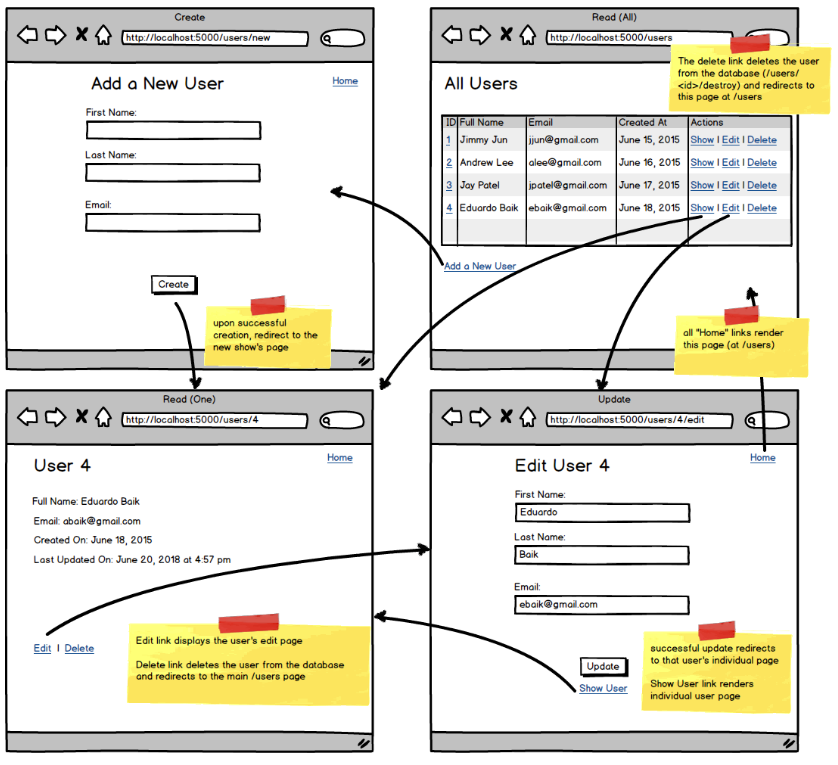 Create
http://localhost:5000/users/new
Add a New User
Home
First Name:
Last Name:
Email:
Create
upon successful
creation, redirect to the
new show's page
Read (All)
http://localhost:5000/users
The delete link deletes the user
from the database (/users/
<id>/destroy) and redirects to
this page at /users
All Users
ID Full Name Email Created At Actions
1 Jimmy Jun jjun@gmail.com June 15, 2015 Show | Edit | Delete
2 Andrew Lee alee@gmail.com June 16, 2015 Show | Edit | Delete
3 Jay Patel jpatel@gmail.com June 17, 2015 Show | Edit | Delete
4 Eduardo Baik ebaik@gmail.com June 18, 2015 Show | Edit | Delete
Add a New User
all "Home" links render
this page (at /users)
Read (One)
http://localhost:5000/users/4
User 4
Home
Full Name: Eduardo Baik
Email: abaik@gmail.com
Created On: June 18, 2015
Last Updated On: June 20, 2018 at 4:57 pm
Edit | Delete
Edit link displays the user's edit page
Delete link deletes the user from the database
and redirects to the main /users page
Update
http://localhost:5000/users/4/edit
Home
Edit User 4
First Name:
Eduardo
Last Name:
Baik
Email:
ebaik@gmail.com
Update
Show User
successful update redirects
to that user's individual page
Show User link renders
individual user page